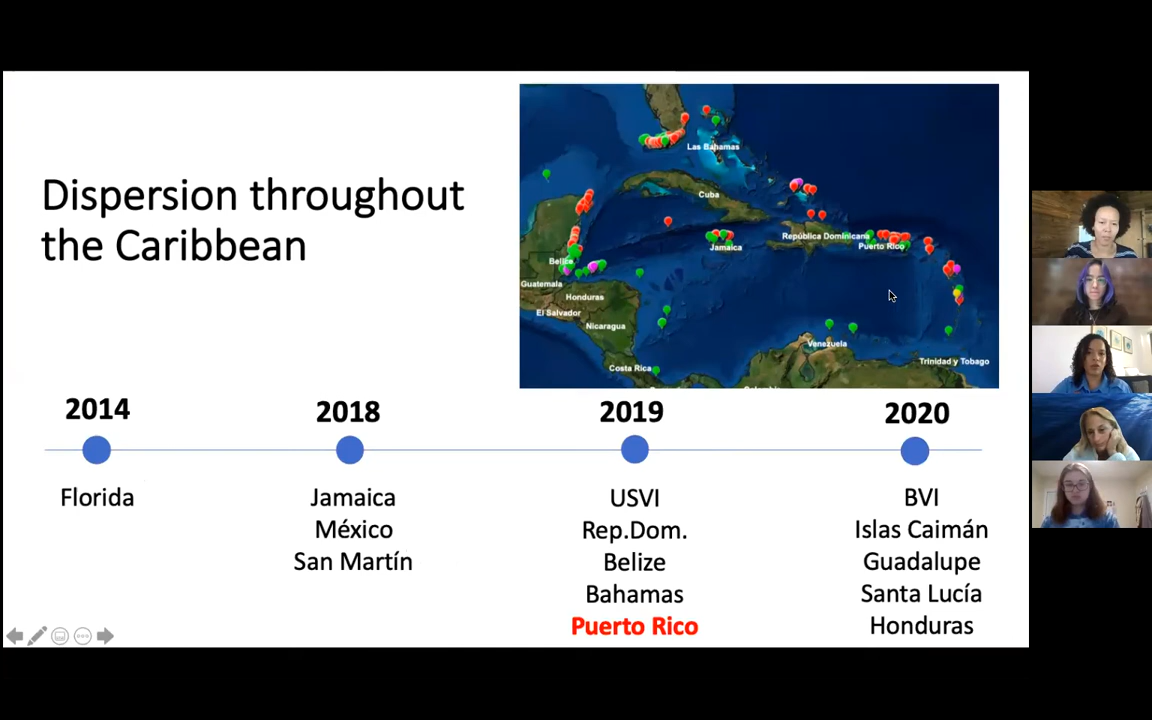 Dispersion throughout
the Caribbean
Las Bahamas
Cuba
República Dominicana
Puerto Rico
Jamaica
Belice
Guatemala
Honduras
El Salvador
Nicaragua
Venezuela
Costa Rica
Trinidad y Tobago
2014
2018
2019
2020
Florida
Jamaica
México
San Martín
USVI
Rep.Dom.
Belize
Bahamas
Puerto Rico
BVI
Islas Caimán
Guadalupe
Santa Lucía
Honduras